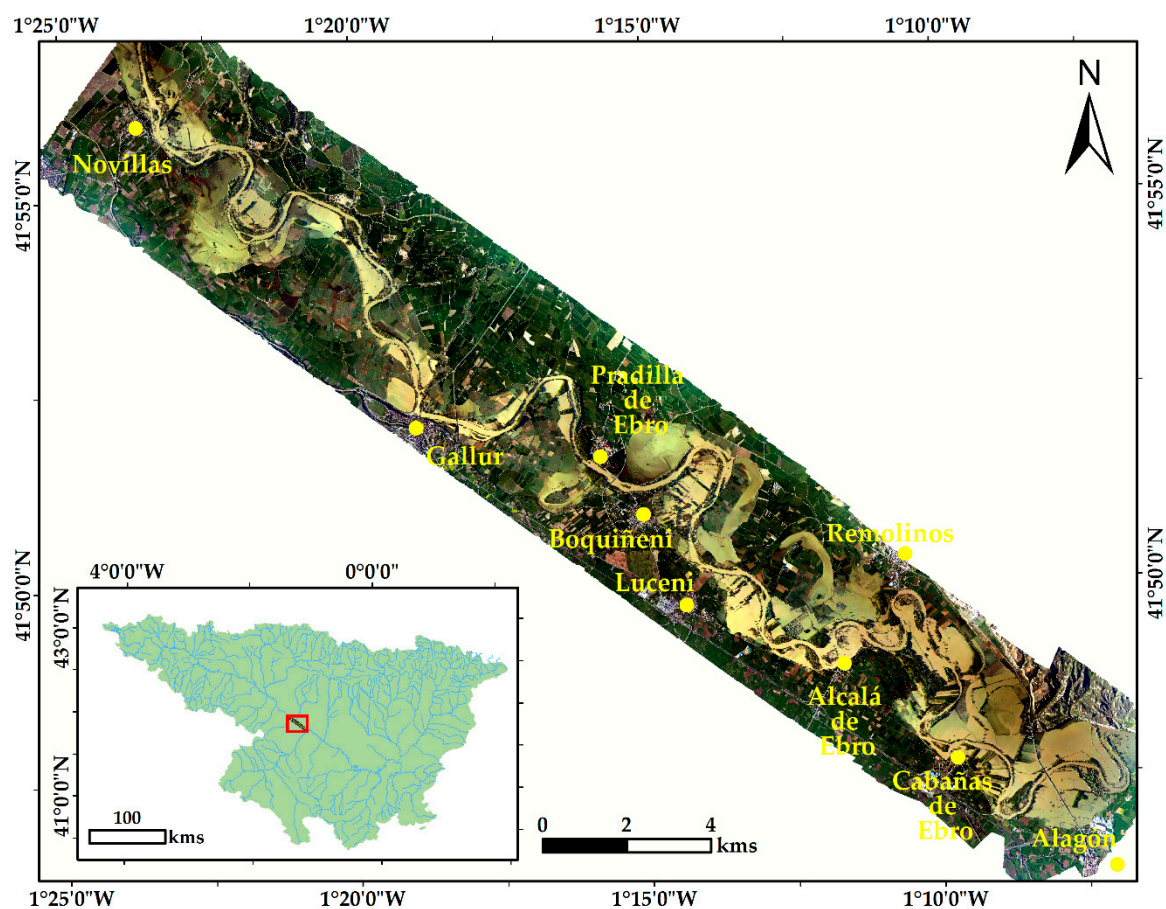 1°25'0"W
1°20'0"W
1°15'0"W
1°10'0"W
N
Novillas
41°55'0"N
41°55'0"N
Pradilla
de
Ebro
Gallur
Boquiñeni
Remolinos
Luceni
41°50'0"N
41°50'0"N
4°0'0"W
0°0'0"
43°0'0"N
41°0'0"N
Alcalá
de
Ebro
Cabañas
de
Ebro
Alagón
100
kms
0
2
4
kms
1°25'0"W
1°20'0"W
1°15'0"W
1°10'0"W